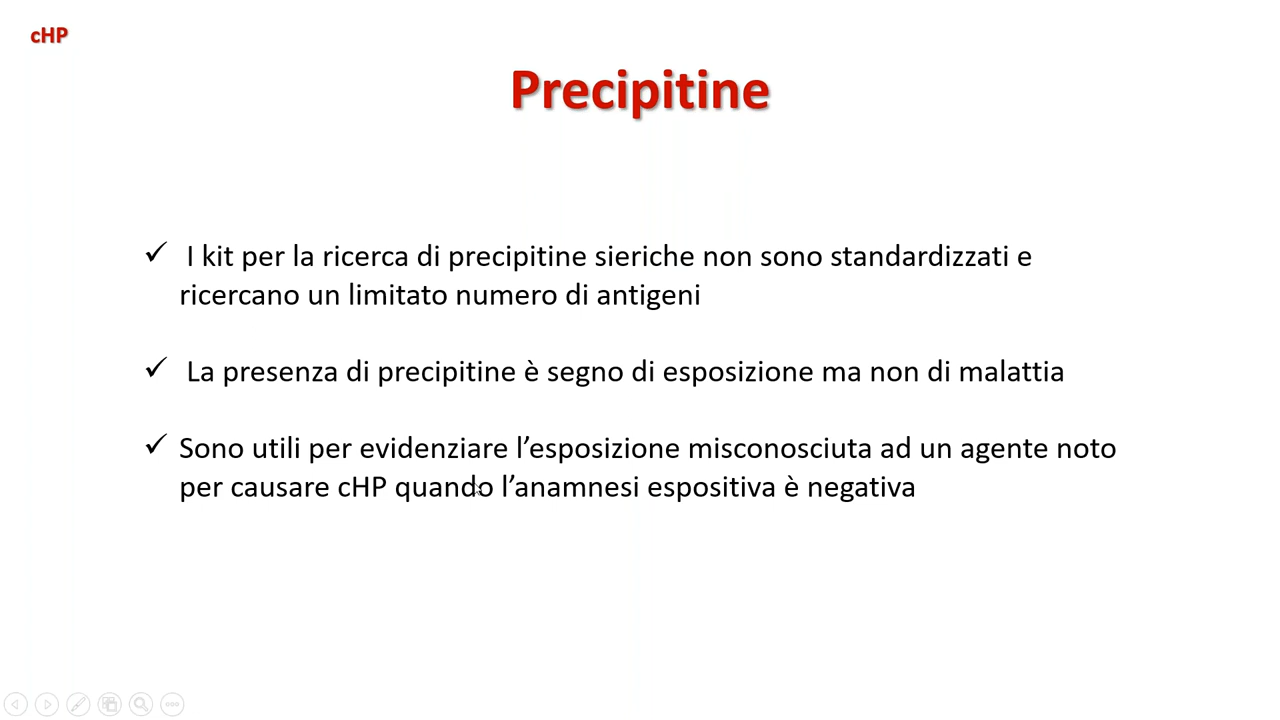 cHP
Precipitine
✓ I kit per la ricerca di precipitine sieriche non sono standardizzati e
ricercano un limitato numero di antigeni
✓ La presenza di precipitine è segno di esposizione ma non di malattia
✓ Sono utili per evidenziare l’esposizione misconosciuta ad un agente noto
per causare cHP quando l’anamnesi espositiva è negativa